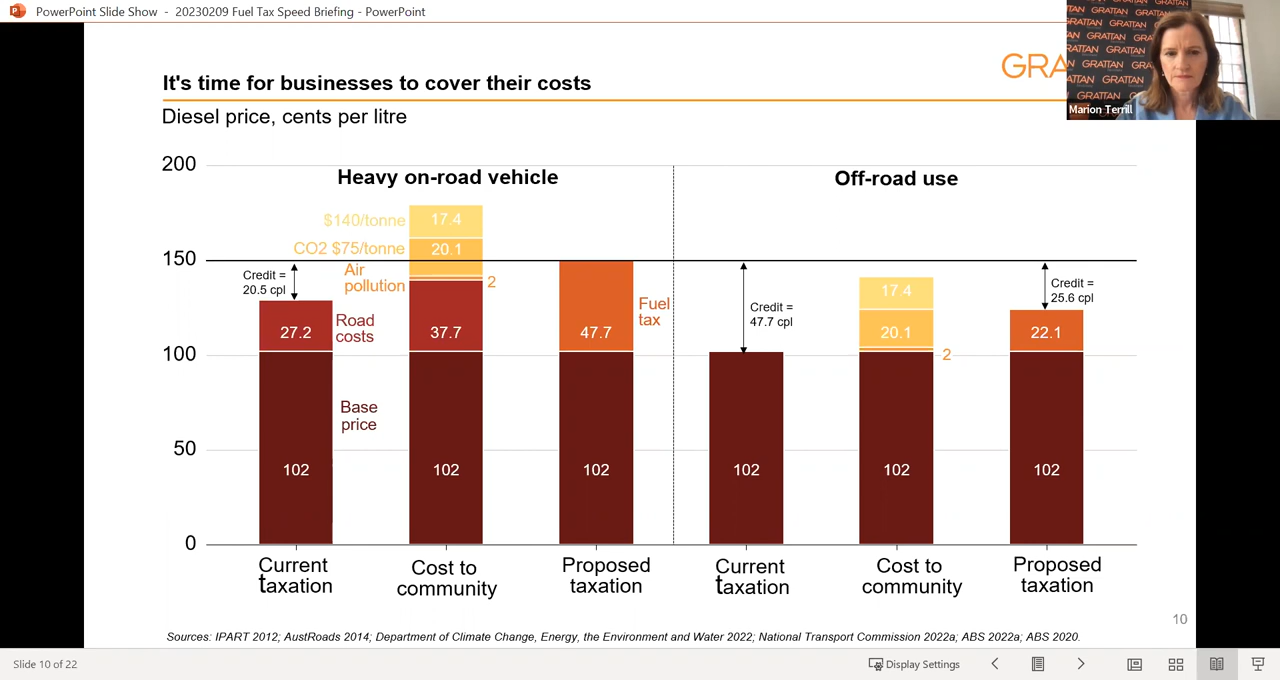 PowerPoint Slide Show - 20230209 Fuel Tax Speed Briefing - PowerPoint
It's time for businesses to cover their costs
GRA
Diesel price, cents per litre
GRATTAN
Marion Terrill
200
150
100
50
0
Heavy on-road vehicle
Off-road use
$140/tonne
17.4
CO2 $75/tonne
20.1
Air
pollution
2
Credit =
20.5 cpl
27.2
Road
costs
37.7
47.7
Fuel
tax
Base
price
102
102
102
Credit =
47.7 cpl
17.4
20.1
2
Credit =
25.6 cpl
22.1
102
102
102
Current
taxation
Cost to
community
Proposed
taxation
Current
taxation
Cost to
community
Proposed
taxation
10
Sources: IPART 2012; AustRoads 2014; Department of Climate Change, Energy, the Environment and Water 2022; National Transport Commission 2022a; ABS 2022a; ABS 2020.
Slide 10 of 22
Display Settings